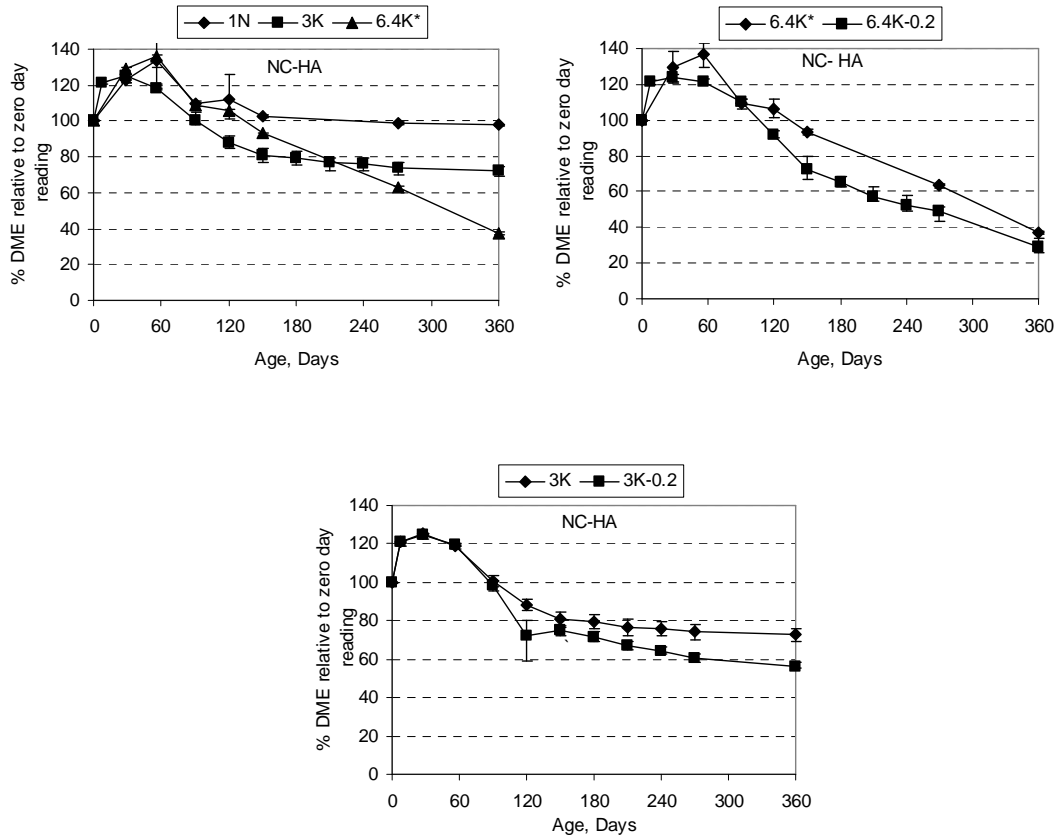 1N 3K 6.4K*
140
120
100
80
60
40
20
0
NC-HA
% DME relative to zero day
reading
0 60 120 180 240 300 360
Age, Days
6.4K* 6.4K-0.2
140
120
100
80
60
40
20
0
NC- HA
% DME relative to zero day
reading
0 60 120 180 240 300 360
Age, Days
3K 3K-0.2
140
120
100
80
60
40
20
0
NC-HA
% DME relative to zero day
reading
0 60 120 180 240 300 360
Age, Days